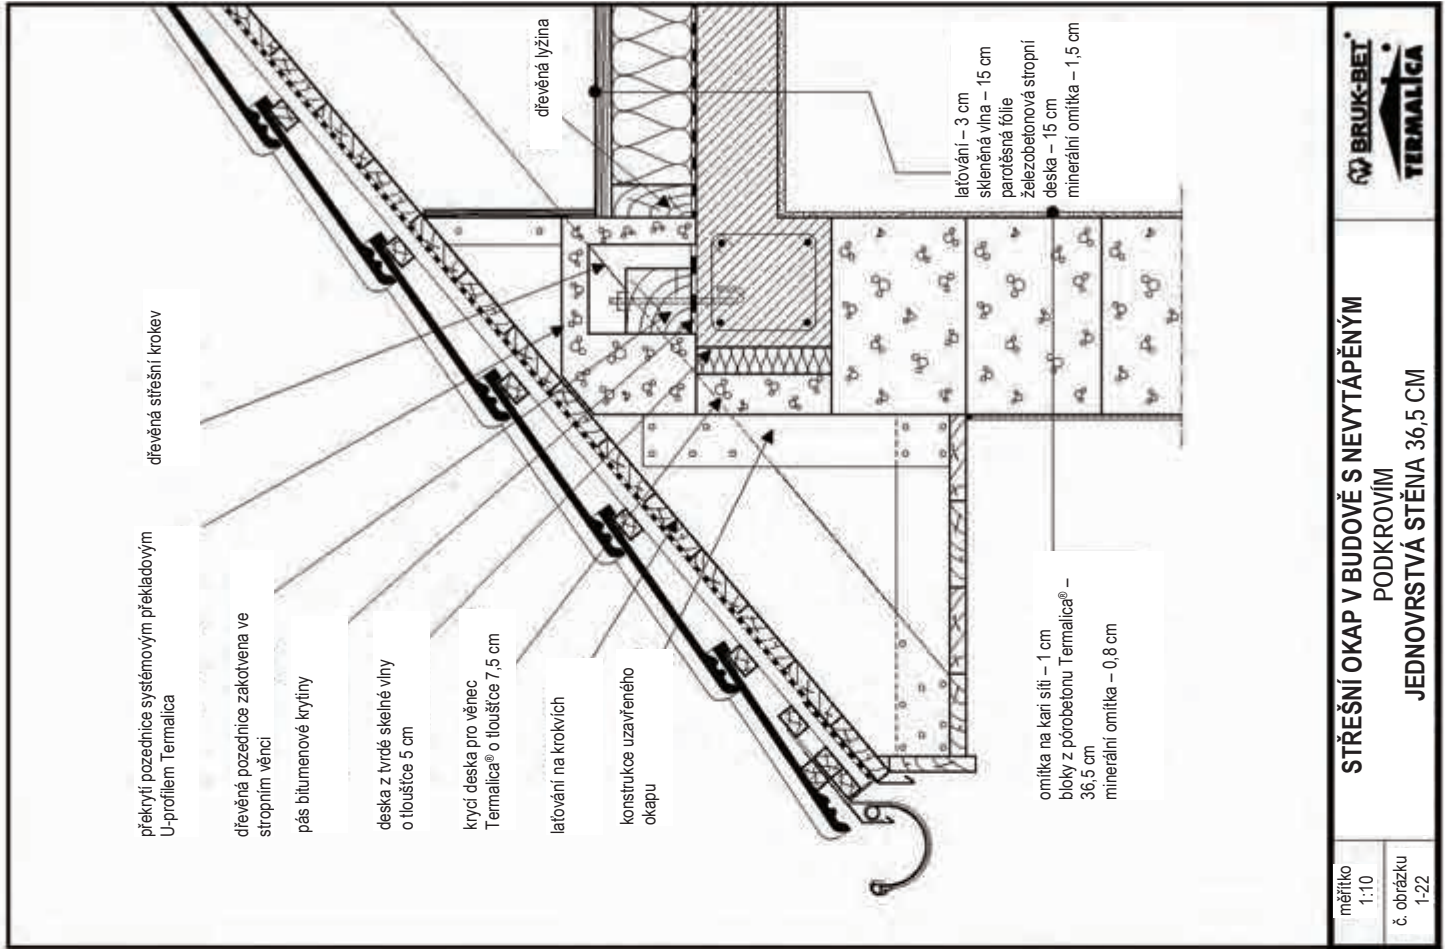 překrytí pozednice systémovým překladovým
U-profilem Termalica
dřevěná střešní krokev
dřevěná pozednice zakotvena ve
stropním věnci
pás bitumenové krytiny
deska z tvrdé skelné vlny
o tloušťce 5 cm
krycí deska pro věnec
Termalica® o tloušťce 7,5 cm
laťování na krokvích
konstrukce uzavřeného
okapu
dřevěná lyžina
laťování – 3 cm
skleněná vlna – 15 cm
parotěsná fólie
železobetonová stropní
deska – 15 cm
minerální omítka – 1,5 cm
omítka na kari síti – 1 cm
bloky z pórobetonu Termalica® –
36,5 cm
minerální omítka – 0,8 cm
měřítko
1:10
č. obrázku
1-22
STŘEŠNÍ OKAP V BUDOVĚ S NEVYTÁPĚNÝM
PODKROVÍM
JEDNOVRSTVÁ STĚNA 36,5 CM
BRUK-BET®
TERMALICA